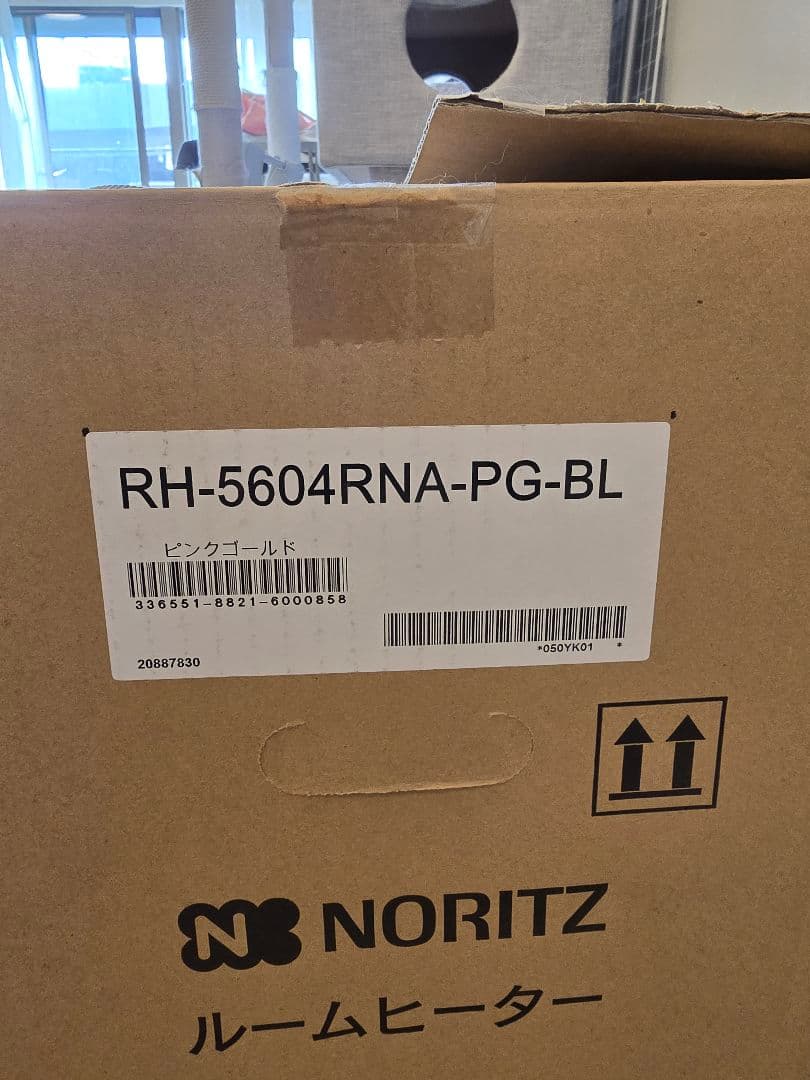 RH-5604RNA-PG-BL
ピンクゴールド
336551-8821-6000858
*050YK01 *
20887830
N NORITZ
ルームヒーター